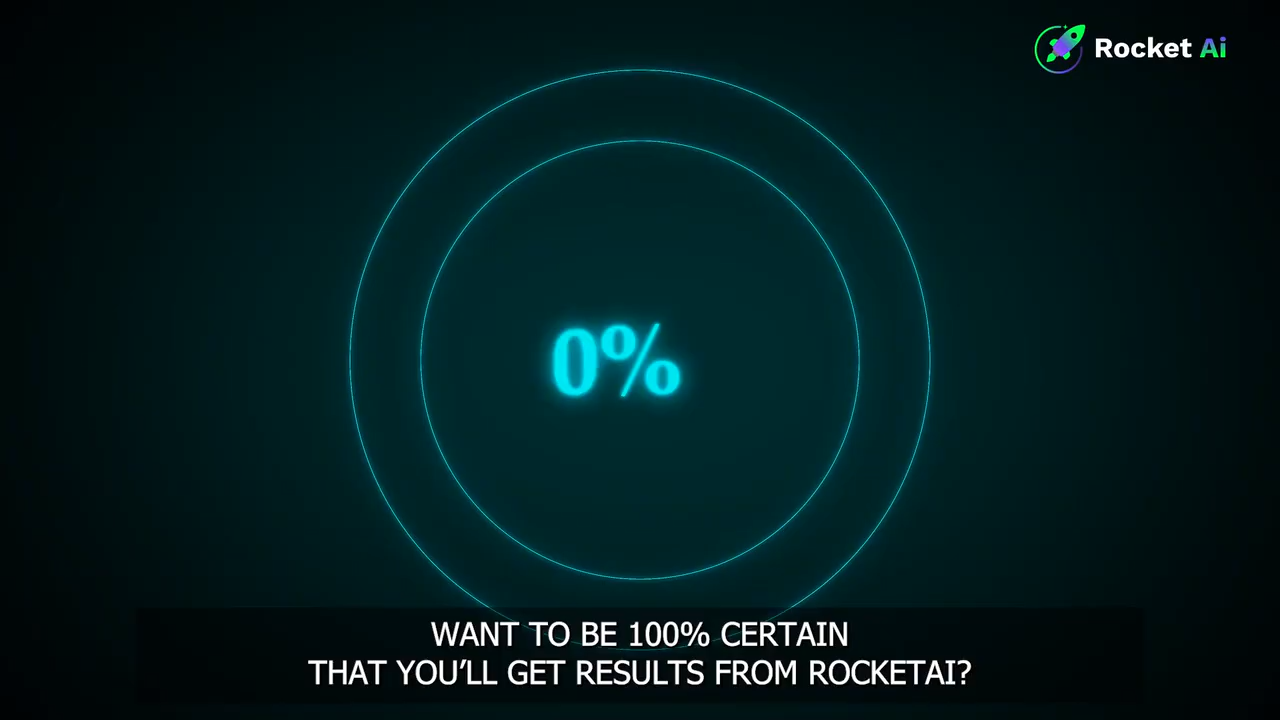 Rocket Ai
0%
WANT TO BE 100% CERTAIN
THAT YOU’LL GET RESULTS FROM ROCKETAI?